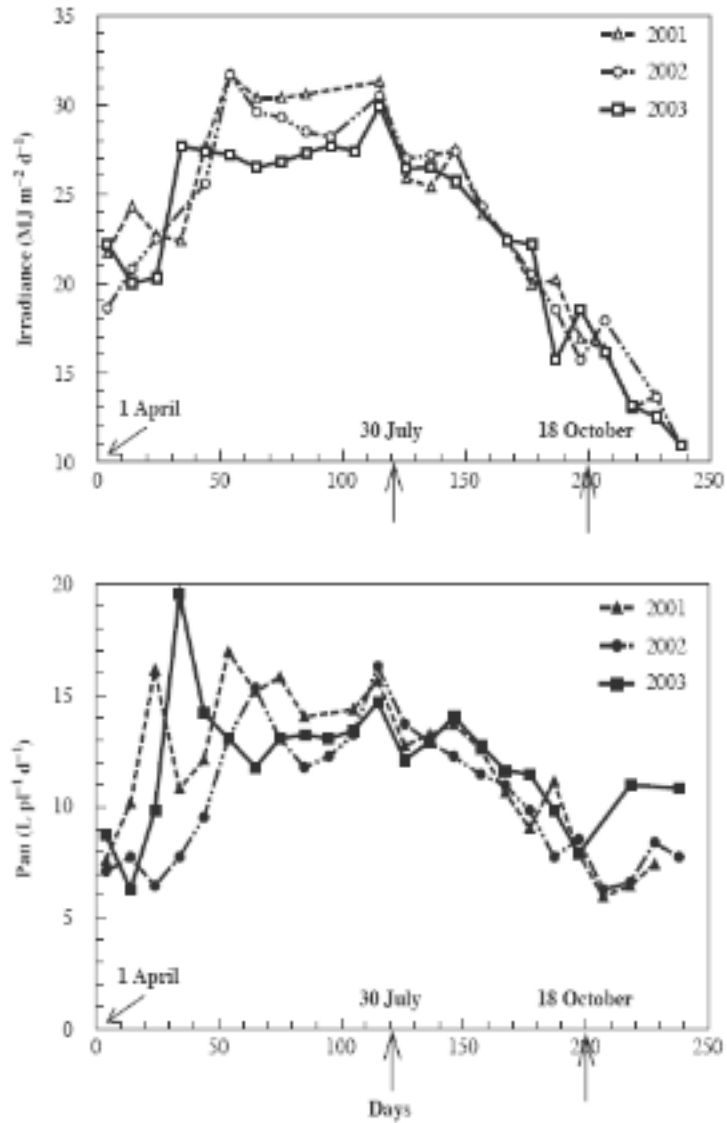 35
30
25
20
15
10
Irradiance (MJ m⁻² d⁻¹)
2001
2002
2003
1 April
30 July
18 October
0 50 100 150 200 250
20
15
10
5
0
Pan (L pl⁻¹ d⁻¹)
2001
2002
2003
1 April
30 July
18 October
0 50 100 150 200 250
Days